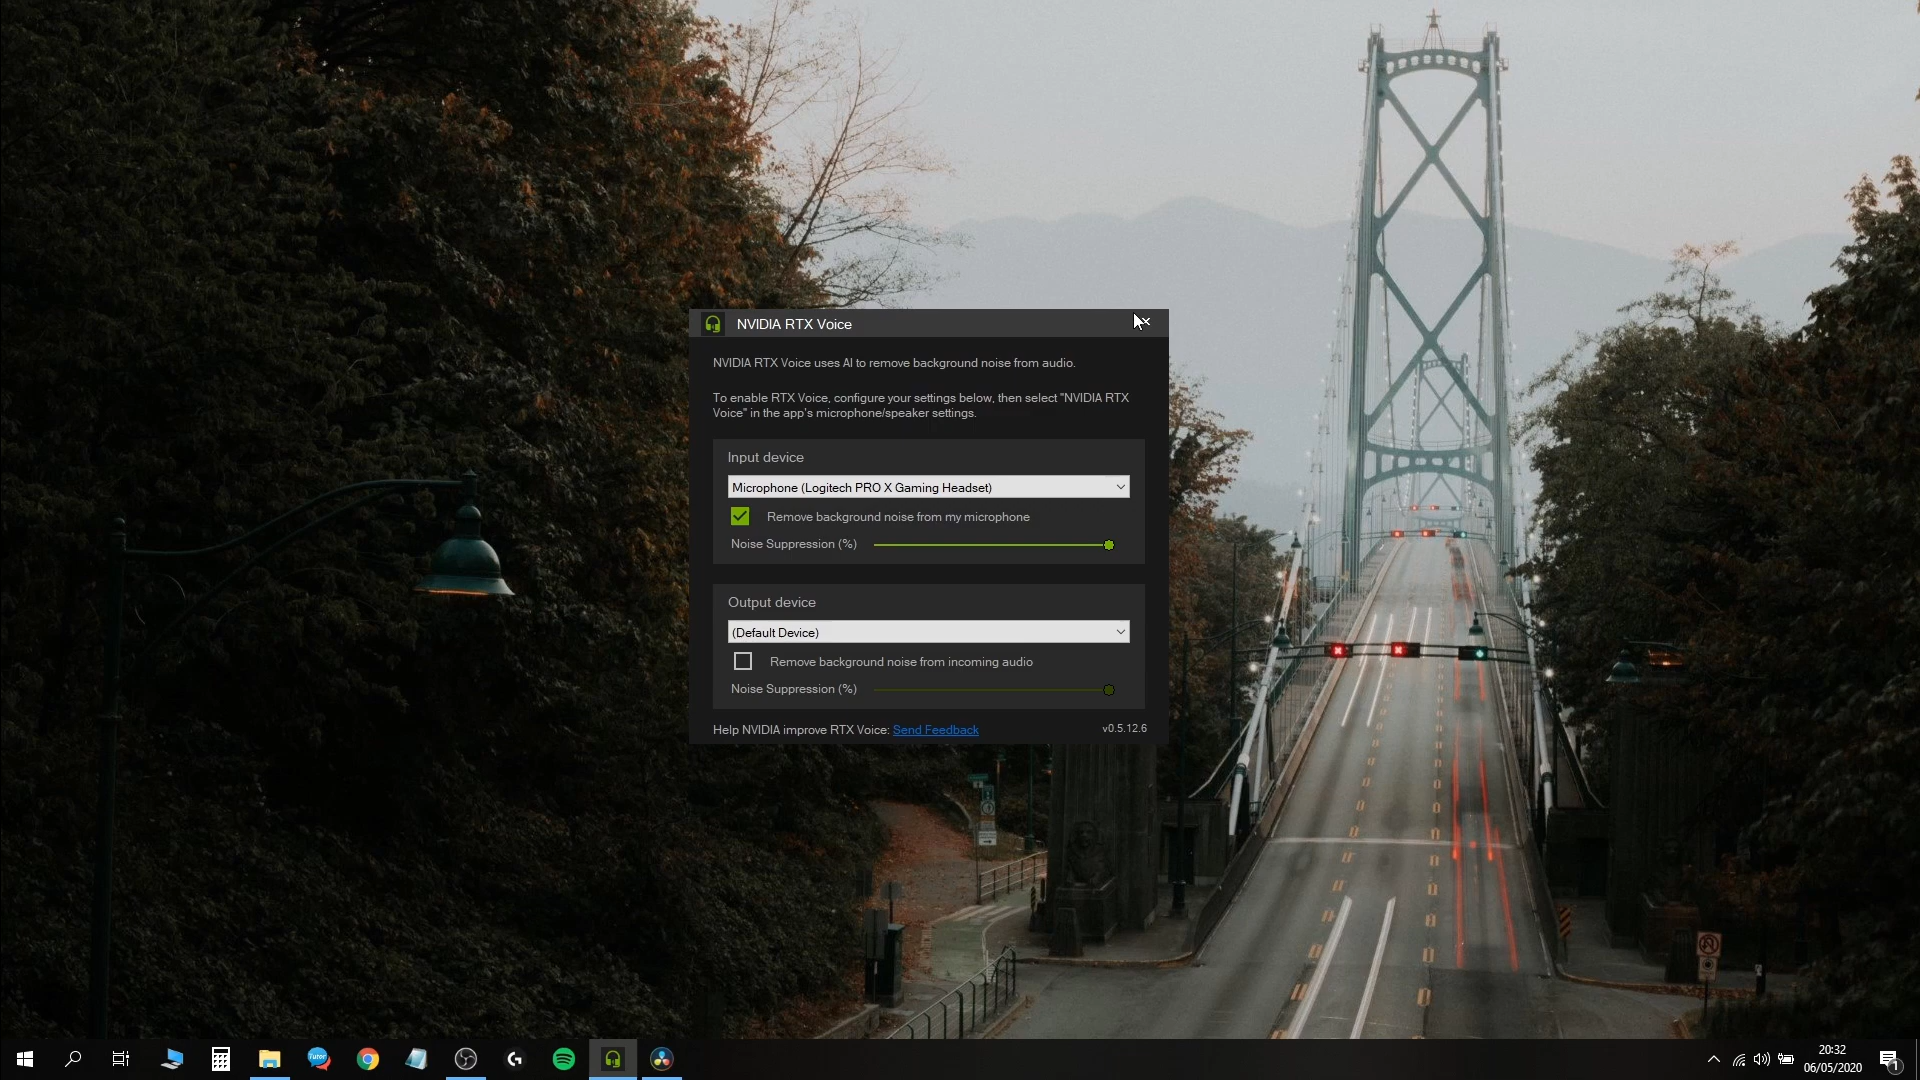 NVIDIA RTX Voice
NVIDIA RTX Voice uses AI to remove background noise from audio.
To enable RTX Voice, configure your settings below, then select "NVIDIA RTX
Voice" in the app's microphone/speaker settings.
Input device
Microphone (Logitech PRO X Gaming Headset)
Remove background noise from my microphone
Noise Suppression (%)
Output device
(Default Device)
Remove background noise from incoming audio
Noise Suppression (%)
Help NVIDIA improve RTX Voice: Send Feedback
v0.5.12.6
Tutor
20:32
06/05/2020
1